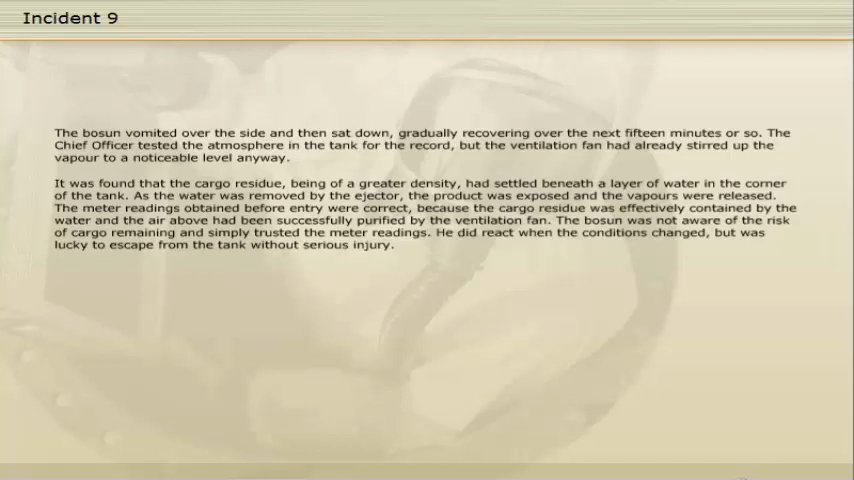 Incident 9
The bosun vomited over the side and then sat down, gradually recovering over the next fifteen minutes or so. The
Chief Officer tested the atmosphere in the tank for the record, but the ventilation fan had already stirred up the
vapour to a noticeable level anyway.
It was found that the cargo residue, being of a greater density, had settled beneath a layer of water in the corner
of the tank. As the water was removed by the ejector, the product was exposed and the vapours were released.
The meter readings obtained before entry were correct, because the cargo residue was effectively contained by the
water and the air above had been successfully purified by the ventilation fan. The bosun was not aware of the risk
of cargo remaining and simply trusted the meter readings. He did react when the conditions changed, but was
lucky to escape from the tank without serious injury.